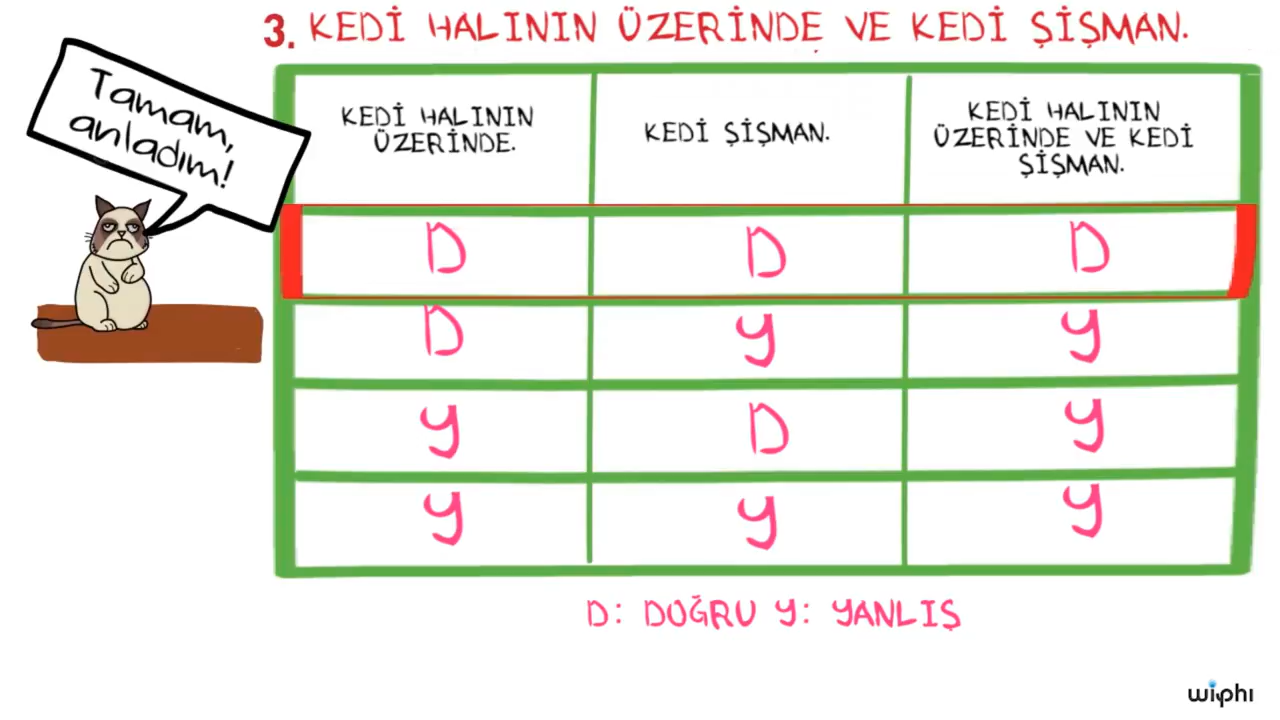 3. KEDİ HALININ ÜZERİNDE VE KEDİ ŞİŞMAN.
Tamam,
anladım!
KEDİ HALININ
ÜZERİNDE.
KEDİ ŞİŞMAN.
KEDİ HALININ
ÜZERİNDE VE KEDİ
ŞİŞMAN.
D D D
D Y Y
Y D Y
Y Y Y
D: DOĞRU Y: YANLIŞ
wiphi